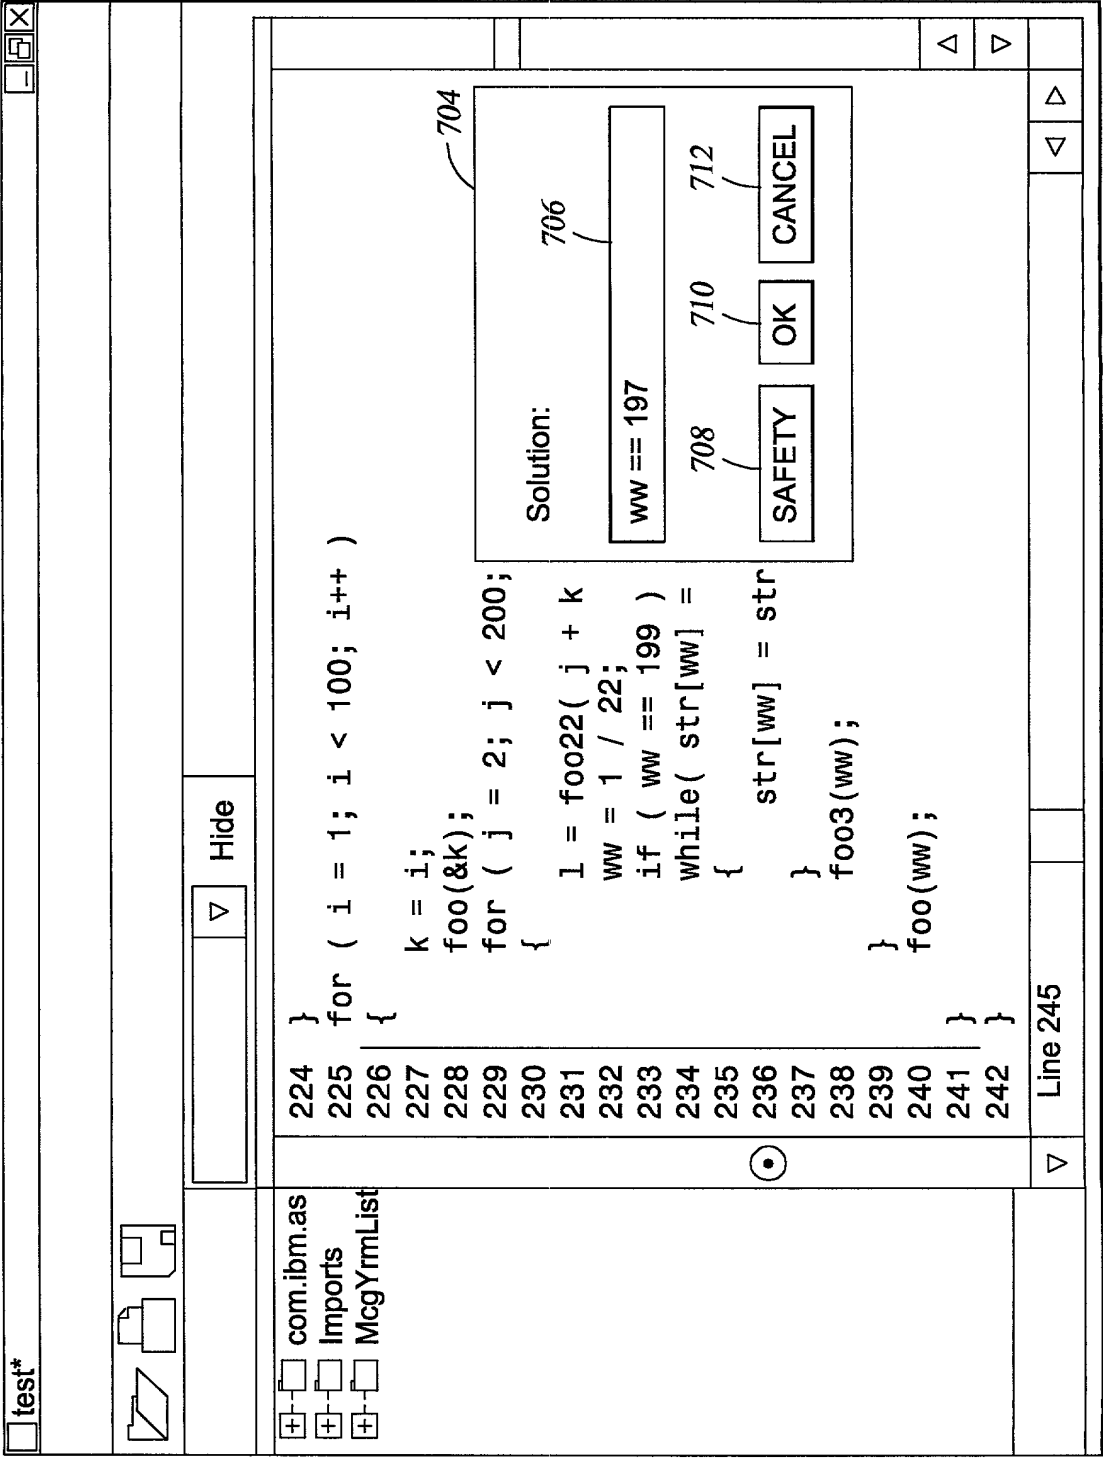 test*
Hide
com.ibm.as
Imports
McgYrmList
224 }
225 for ( i = 1; i < 100; i++ )
226 {
227 k = i;
228 foo(&k);
229 for ( j = 2; j < 200;
230 {
231 l = foo22( j + k
232 ww = 1 / 22;
233 if ( ww == 199 )
234 while( str[ww] =
235 {
236 str[ww] = str
237 }
238 foo3(ww);
239 }
240 foo(ww);
241 }
242 }
704
Solution:
706
ww == 197
708
710
712
SAFETY
OK
CANCEL
Line 245